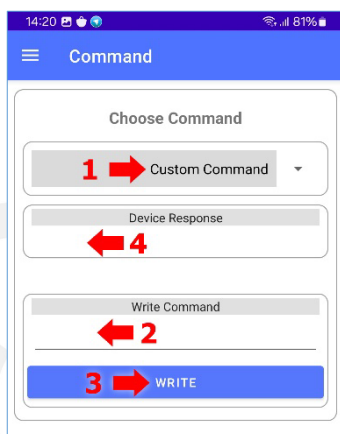 14:20 81%
Command
Choose Command
1 Custom Command
Device Response
4
Write Command
2
3 WRITE